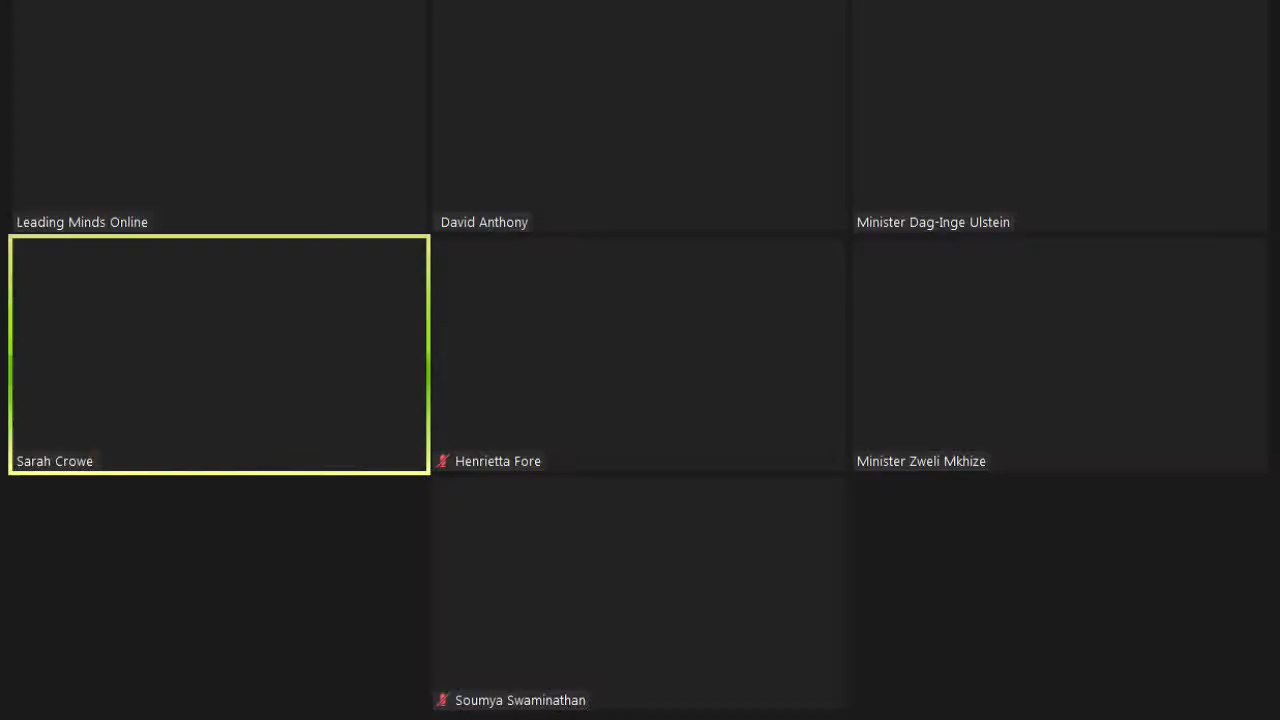 Leading Minds Online
David Anthony
Minister Dag-Inge Ulstein
Sarah Crowe
Henrietta Fore
Minister Zweli Mkhize
Soumya Swaminathan